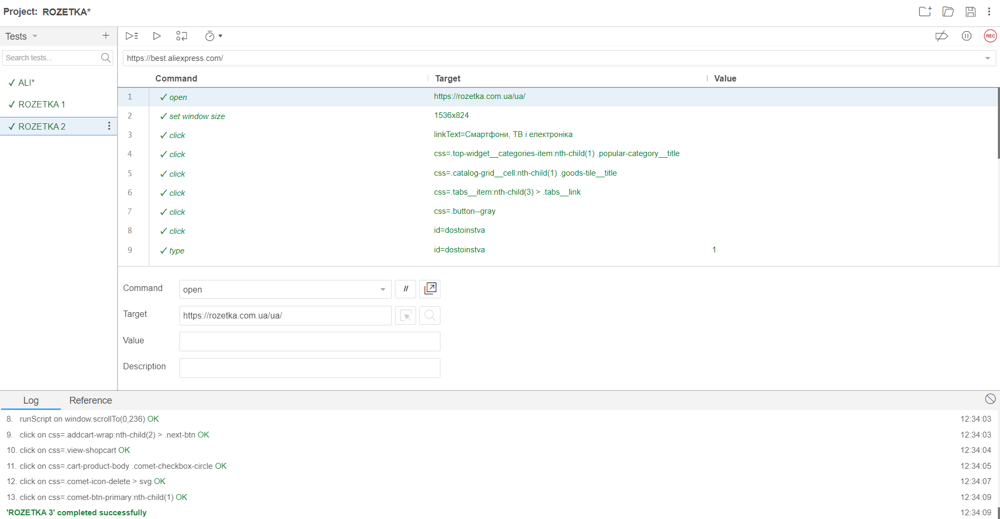 Project: ROZETKA*
Tests
Search tests...
✓ ALI*
✓ ROZETKA 1
✓ ROZETKA 2
REC
https://best.aliexpress.com/
Command Target Value
1 ✓ open https://rozetka.com.ua/ua/
2 ✓ set window size 1536x824
3 ✓ click linkText=Смартфони, ТВ і електроніка
4 ✓ click css=.top-widget__categories-item:nth-child(1) .popular-category__title
5 ✓ click css=.catalog-grid__cell:nth-child(1) .goods-tile__title
6 ✓ click css=.tabs__item:nth-child(3) > .tabs__link
7 ✓ click css=.button--gray
8 ✓ click id=dostoinstva
9 ✓ type id=dostoinstva 1
Command open //
Target https://rozetka.com.ua/ua/
Value
Description
Log Reference
8. runScript on window.scrollTo(0,236) OK 12:34:03
9. click on css=.addcart-wrap:nth-child(2) > .next-btn OK 12:34:03
10. click on css=.view-shopcart OK 12:34:04
11. click on css=.cart-product-body .comet-checkbox-circle OK 12:34:05
12. click on css=.comet-icon-delete > svg OK 12:34:07
13. click on css=.comet-btn-primary:nth-child(1) OK 12:34:09
'ROZETKA 3' completed successfully 12:34:09